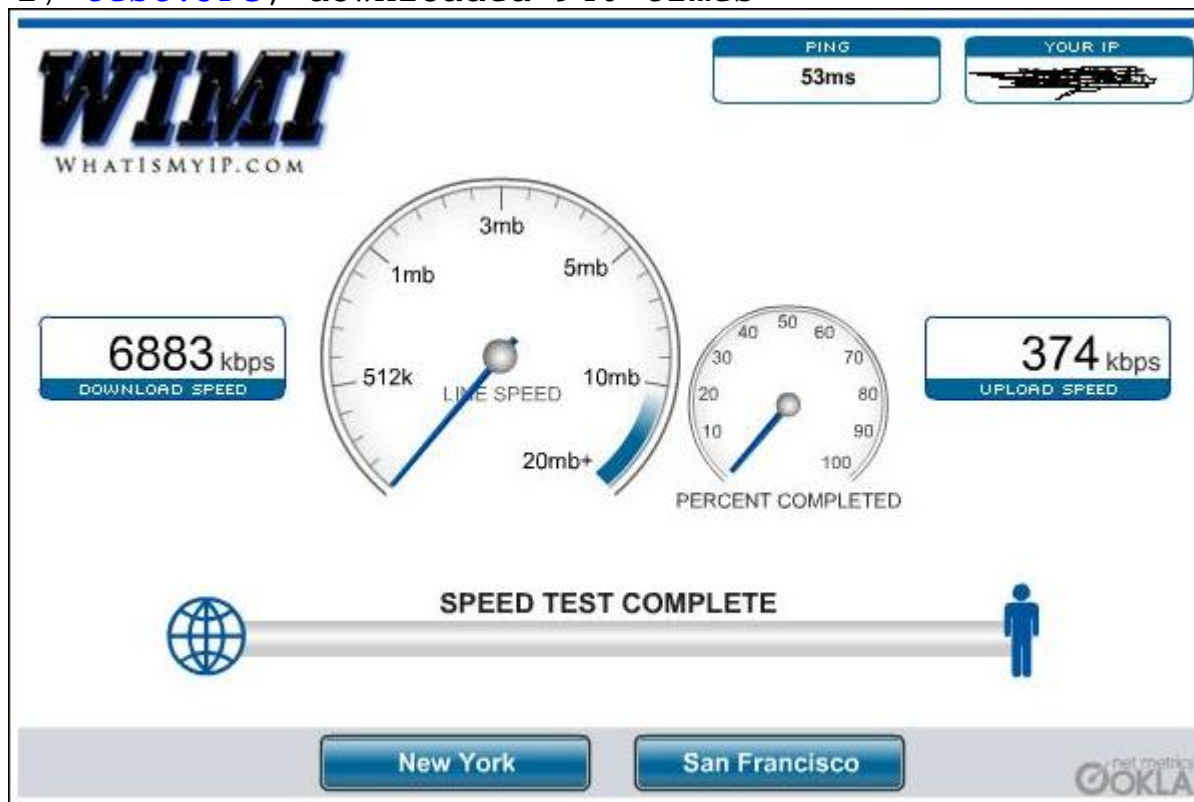 PING
53ms
YOUR IP
WIMI
WHATISMYIP.COM
3mb
1mb
5mb
512k
10mb
LINE SPEED
20mb+
6883 kbps
DOWNLOAD SPEED
50
40
60
30
70
20
80
10
90
100
PERCENT COMPLETED
374 kbps
UPLOAD SPEED
SPEED TEST COMPLETE
New York
San Francisco
net metrics
OOKLA